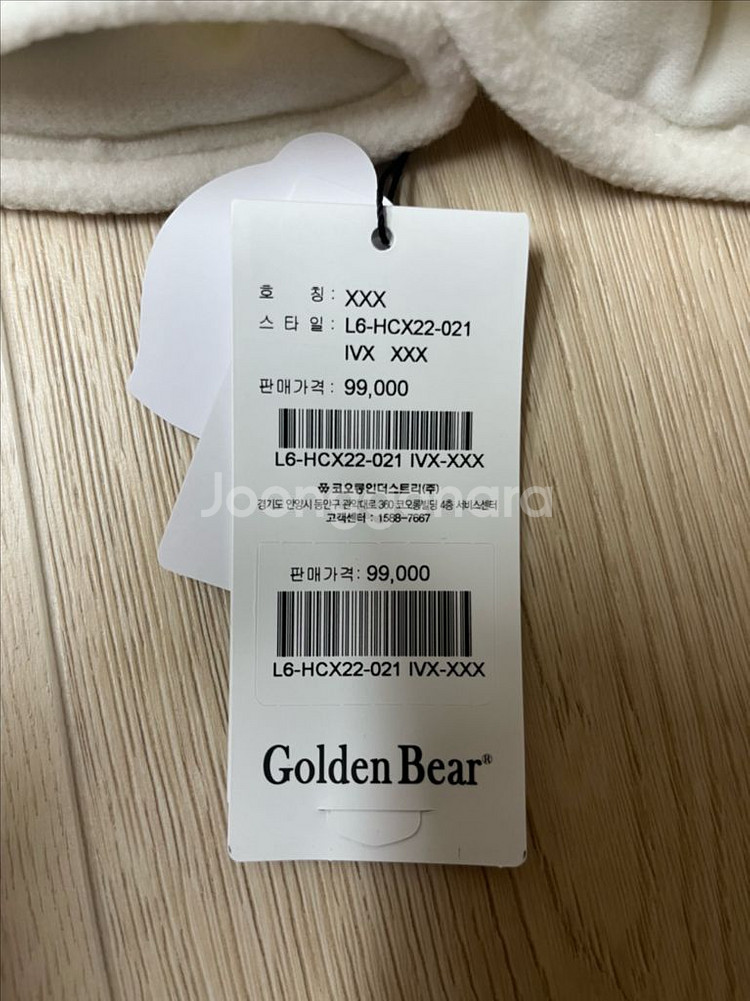 호 칭 : XXX
스 타 일 : L6-HCX22-021
IVX XXX
판매가격 : 99,000
L6-HCX22-021 IVX-XXX
코오롱인더스트리(주)
경기도 안양시 동안구 관악대로 360 코오롱빌딩 4층 서비스센터
고객센터 : 1588-7667
Joonggonara
판매가격 : 99,000
L6-HCX22-021 IVX-XXX
Golden Bear®